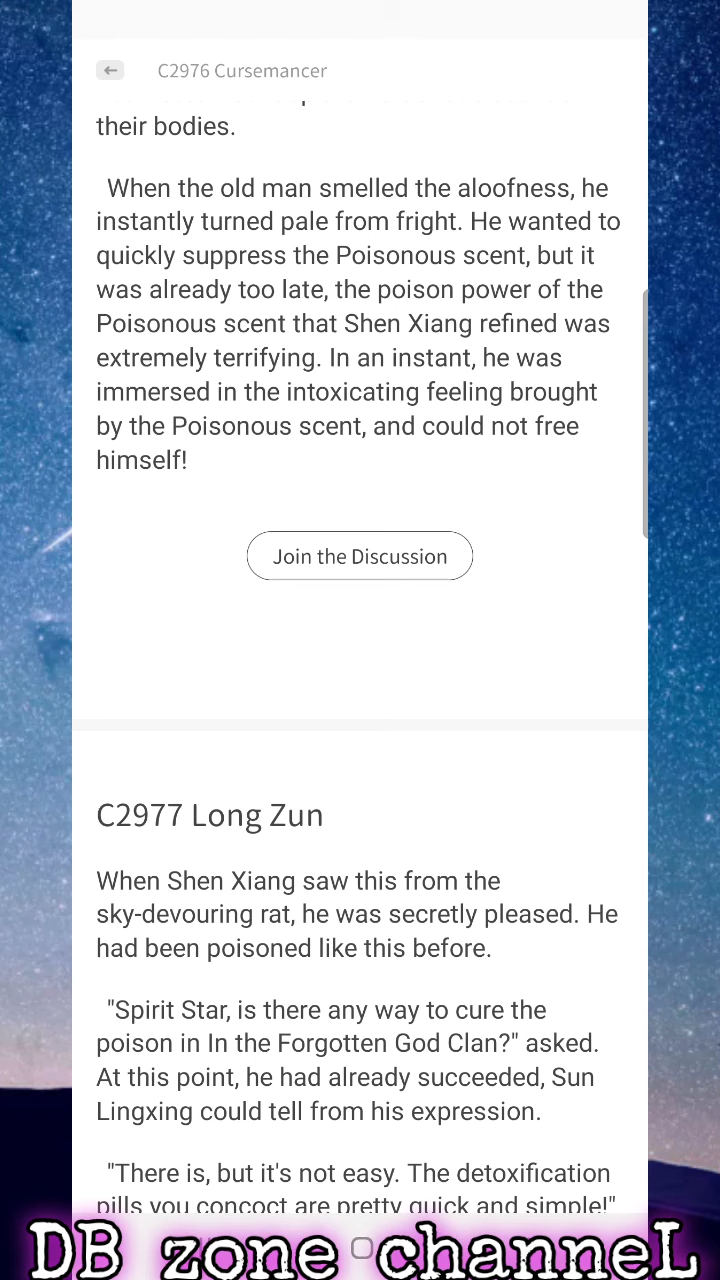 C2976 Cursemancer
their bodies.
When the old man smelled the aloofness, he
instantly turned pale from fright. He wanted to
quickly suppress the Poisonous scent, but it
was already too late, the poison power of the
Poisonous scent that Shen Xiang refined was
extremely terrifying. In an instant, he was
immersed in the intoxicating feeling brought
by the Poisonous scent, and could not free
himself!
Join the Discussion
C2977 Long Zun
When Shen Xiang saw this from the
sky-devouring rat, he was secretly pleased. He
had been poisoned like this before.
"Spirit Star, is there any way to cure the
poison in In the Forgotten God Clan?" asked.
At this point, he had already succeeded, Sun
Lingxing could tell from his expression.
"There is, but it's not easy. The detoxification
pills you concoct are pretty quick and simple!"
DB zone channeL